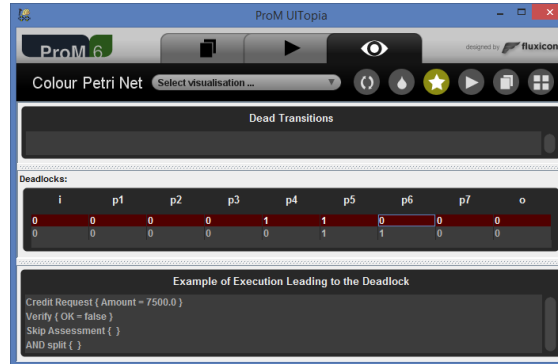 ProM UITopia
ProM 6
designed by fluxicon
Colour Petri Net Select visualisation ...
Dead Transitions
Deadlocks:
i p1 p2 p3 p4 p5 p6 p7 o
0 0 0 0 1 1 0 0 0
0 0 0 0 0 1 1 0 0
Example of Execution Leading to the Deadlock
Credit Request { Amount = 7500.0 }
Verify { OK = false }
Skip Assessment { }
AND split { }